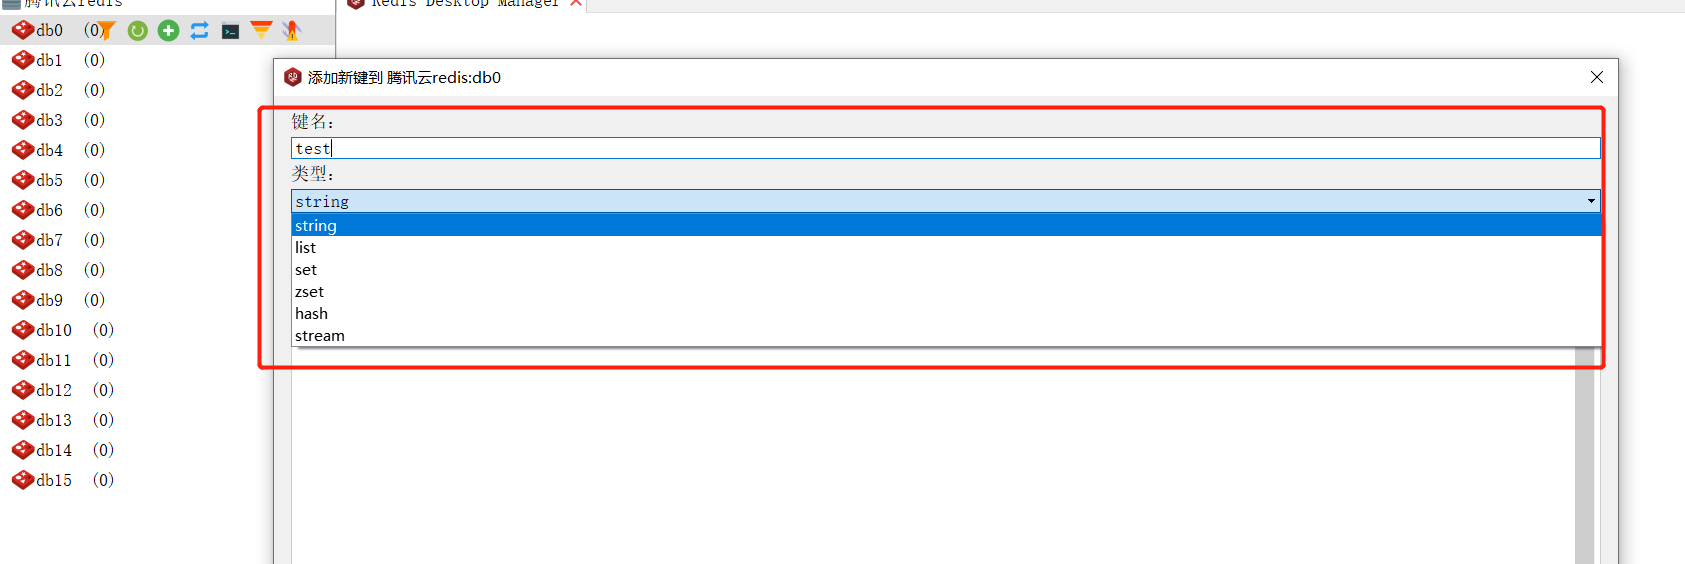 腾讯云redis
Redis Desktop Manager
db0 (0)
db1 (0)
db2 (0)
db3 (0)
db4 (0)
db5 (0)
db6 (0)
db7 (0)
db8 (0)
db9 (0)
db10 (0)
db11 (0)
db12 (0)
db13 (0)
db14 (0)
db15 (0)
添加新键到 腾讯云redis:db0
键名：
test
类型：
string
string
list
set
zset
hash
stream